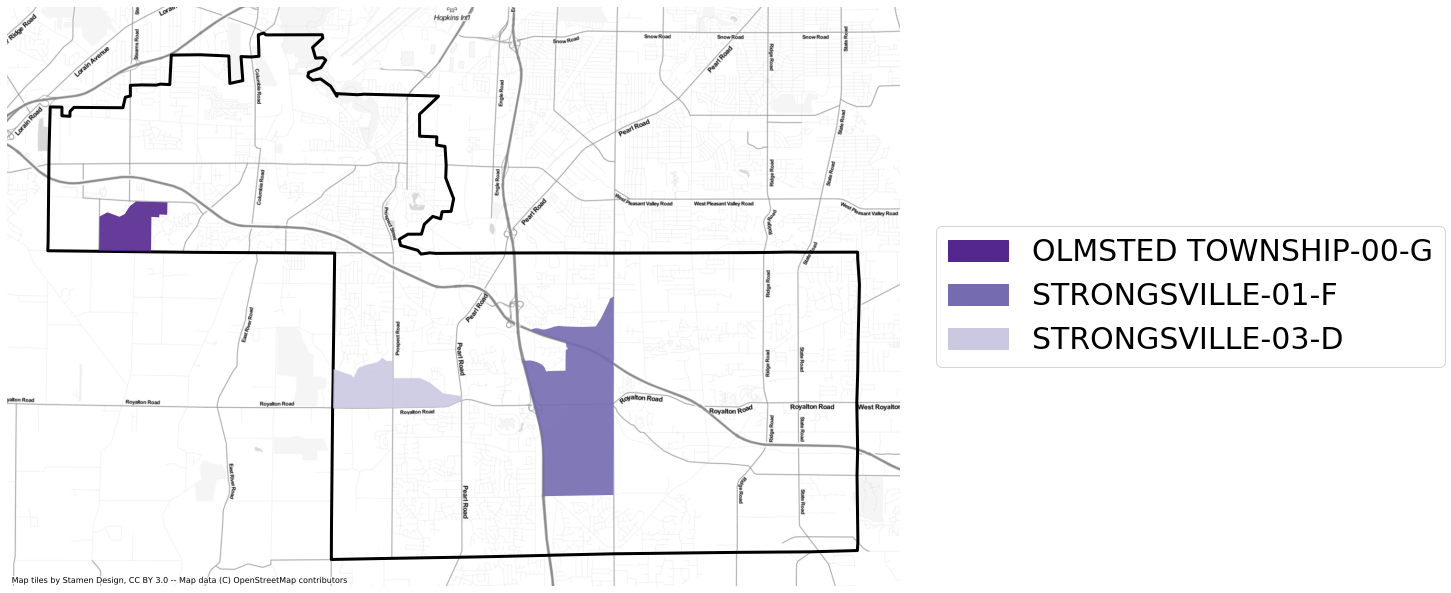 Hopkins Int'l
y Ridge Road
Lorain Avenue
Stearns Road
Lorain Road
Columbia Road
Columbia Road
Engle Road
Engle Road
Snow Road
Snow Road
Snow Road
Snow Road
Pearl Road
Pearl Road
Pearl Road
Ridge Road
Ridge Road
Ridge Road
State Road
State Road
State Road
State Road
West Pleasant Valley Road
West Pleasant Valley Road
West Pleasant Valley Road
Prospect Street
Prospect Road
Pearl Road
Pearl Road
Pearl Road
East River Road
East River Road
Ridge Road
Ridge Road
Ridge Road
Ridge Road
State Road
State Road
State Road
oyalton Road
Royalton Road
Royalton Road
Royalton Road
Royalton Road
Royalton Road
Royalton Road
West Royalton
OLMSTED TOWNSHIP-00-G
STRONGSVILLE-01-F
STRONGSVILLE-03-D
Map tiles by Stamen Design, CC BY 3.0 -- Map data (C) OpenStreetMap contributors